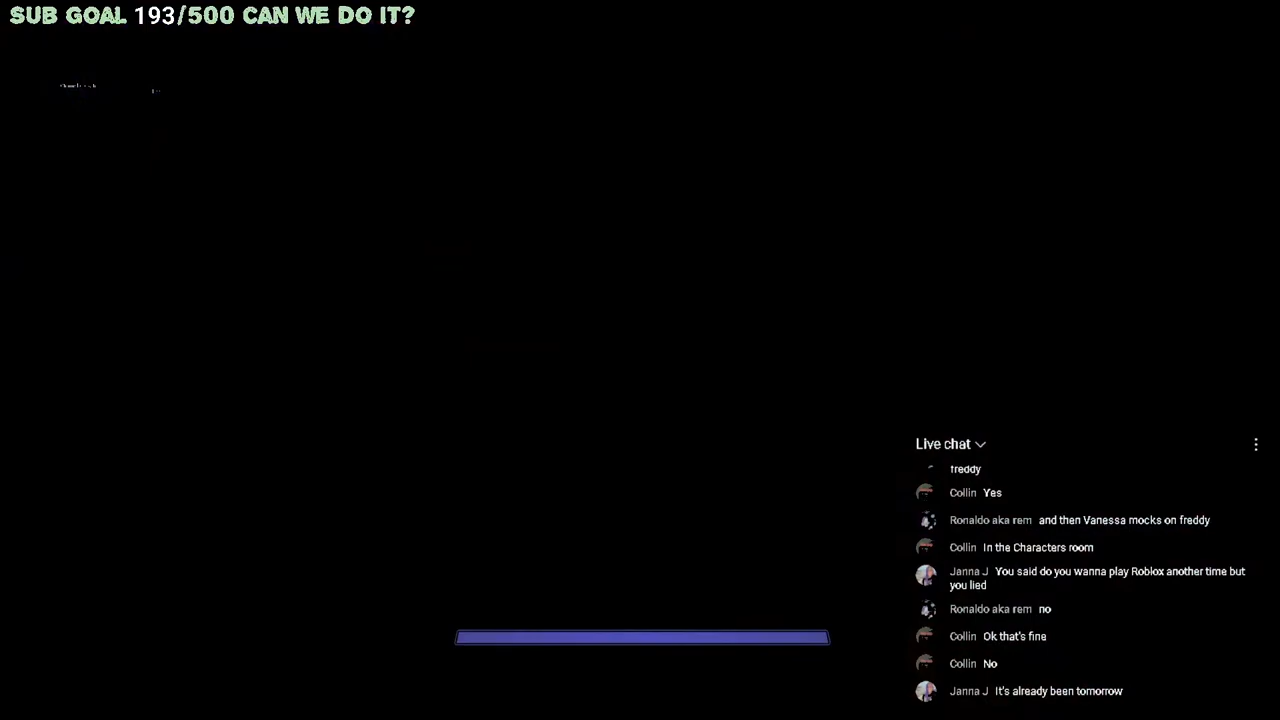 SUB GOAL 193/500 CAN WE DO IT?
Live chat
freddy
Collin Yes
Ronaldo aka rem and then Vanessa mocks on freddy
Collin In the Characters room
Janna J You said do you wanna play Roblox another time but
you lied
Ronaldo aka rem no
Collin Ok that's fine
Collin No
Janna J It's already been tomorrow